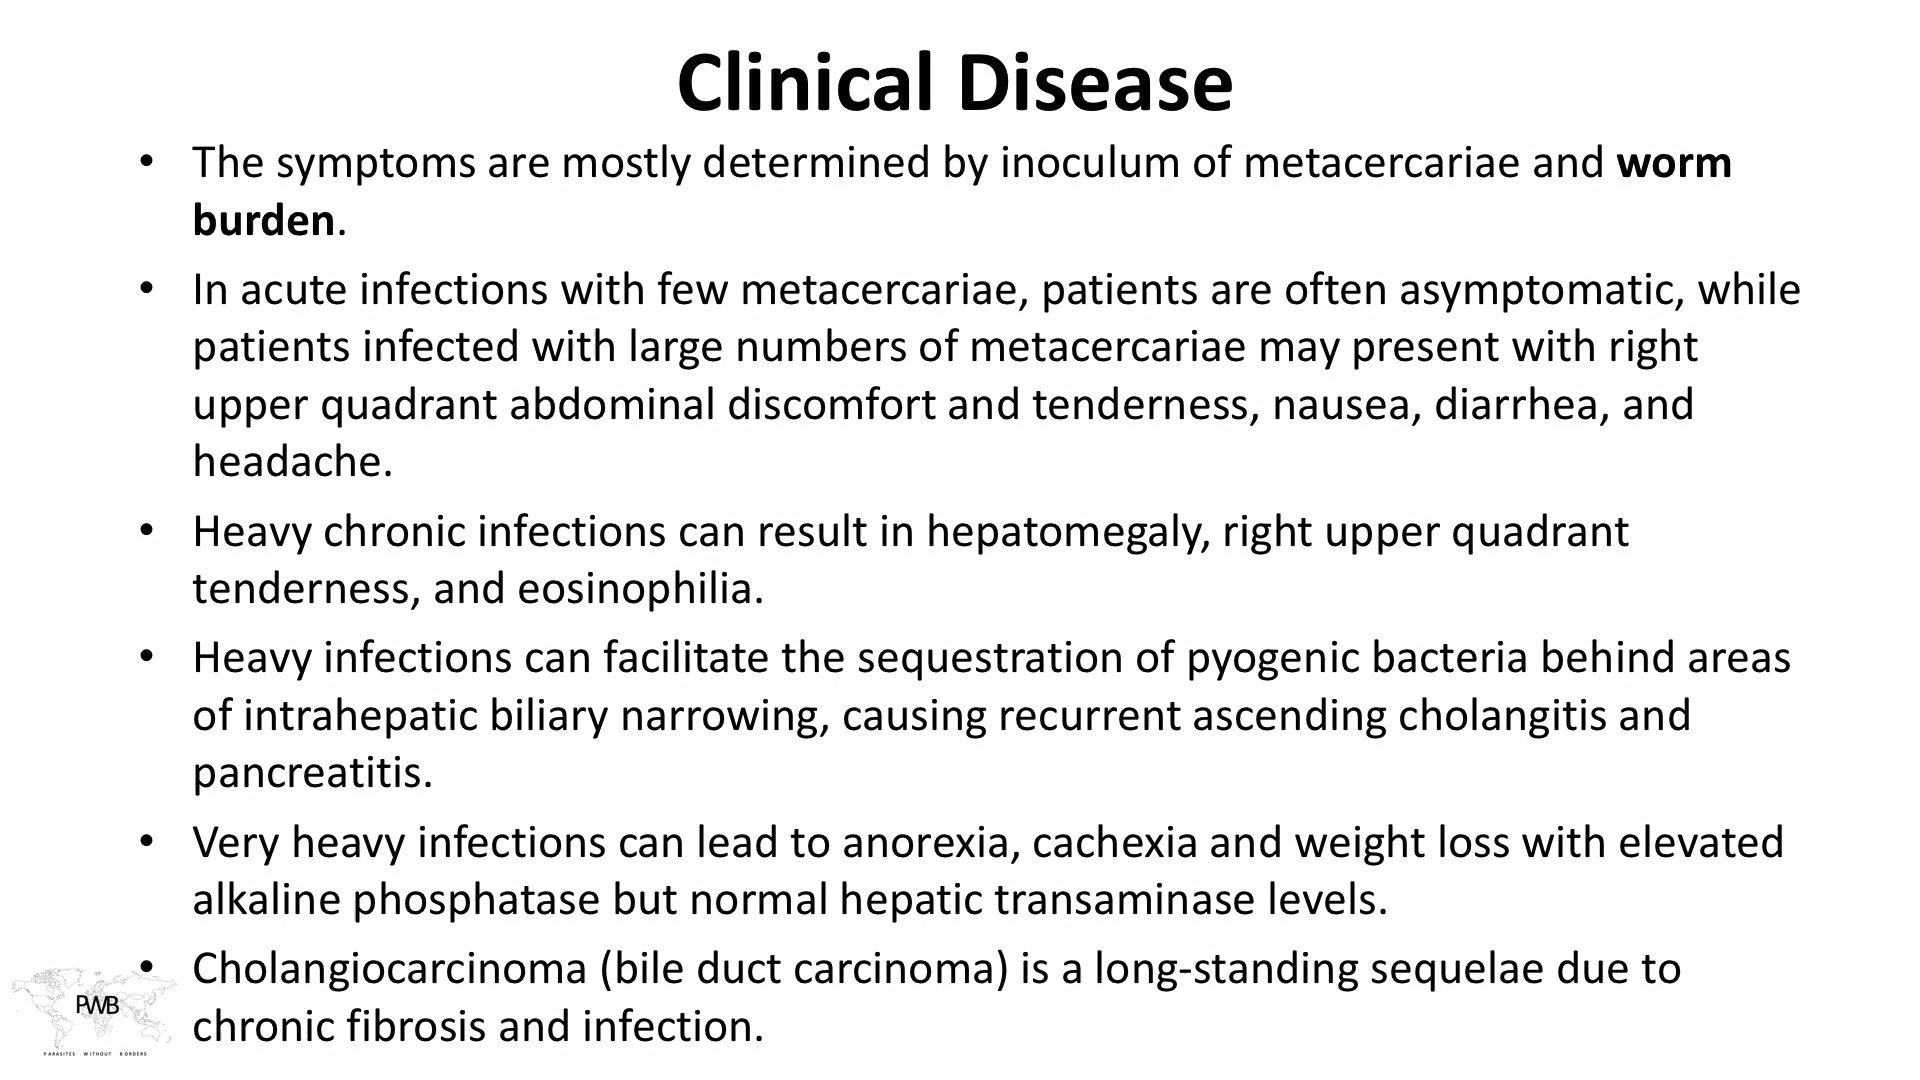 Clinical Disease
• The symptoms are mostly determined by inoculum of metacercariae and worm
burden.
• In acute infections with few metacercariae, patients are often asymptomatic, while
patients infected with large numbers of metacercariae may present with right
upper quadrant abdominal discomfort and tenderness, nausea, diarrhea, and
headache.
• Heavy chronic infections can result in hepatomegaly, right upper quadrant
tenderness, and eosinophilia.
• Heavy infections can facilitate the sequestration of pyogenic bacteria behind areas
of intrahepatic biliary narrowing, causing recurrent ascending cholangitis and
pancreatitis.
• Very heavy infections can lead to anorexia, cachexia and weight loss with elevated
alkaline phosphatase but normal hepatic transaminase levels.
• Cholangiocarcinoma (bile duct carcinoma) is a long-standing sequelae due to
chronic fibrosis and infection.
PWB
PARASITES WITHOUT BORDERS